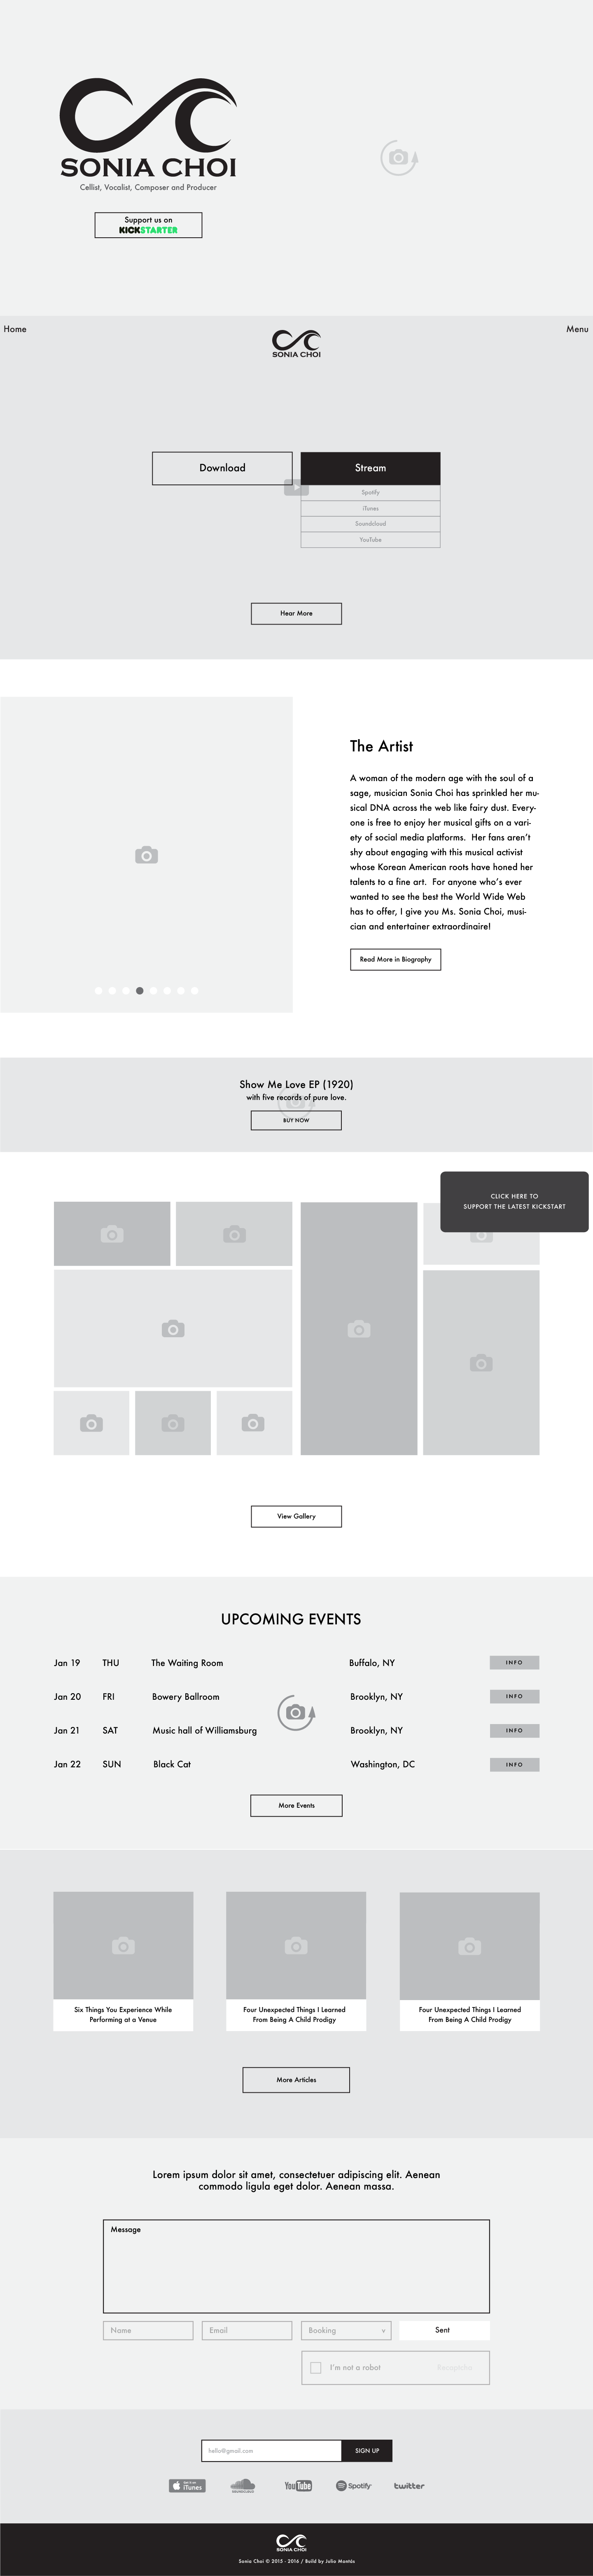 SONIA CHOI
Cellist, Vocalist, Composer and Producer
Support us on
KICKSTARTER
Home
SONIA CHOI
Menu
Download
Stream
Spotify
iTunes
Soundcloud
YouTube
Hear More
The Artist
A woman of the modern age with the soul of a
sage, musician Sonia Choi has sprinkled her mu-
sical DNA across the web like fairy dust. Every-
one is free to enjoy her musical gifts on a vari-
ety of social media platforms.  Her fans aren't
shy about engaging with this musical activist
whose Korean American roots have honed her
talents to a fine art.  For anyone who's ever
wanted to see the best the World Wide Web
has to offer, I give you Ms. Sonia Choi, musi-
cian and entertainer extraordinaire!
Read More in Biography
Show Me Love EP (1920)
with five records of pure love.
BUY NOW
CLICK HERE TO
SUPPORT THE LATEST KICKSTART
View Gallery
UPCOMING EVENTS
Jan 19 THU The Waiting Room Buffalo, NY INFO
Jan 20 FRI Bowery Ballroom Brooklyn, NY INFO
Jan 21 SAT Music hall of Williamsburg Brooklyn, NY INFO
Jan 22 SUN Black Cat Washington, DC INFO
More Events
Six Things You Experience While
Performing at a Venue
Four Unexpected Things I Learned
From Being A Child Prodigy
Four Unexpected Things I Learned
From Being A Child Prodigy
More Articles
Lorem ipsum dolor sit amet, consectetuer adipiscing elit. Aenean
commodo ligula eget dolor. Aenean massa.
Message
Name Email Booking v Sent
I'm not a robot
hello@gmail.com SIGN UP
iTunes SOUNDCLOUD YouTube Spotify twitter
SONIA CHOI
Sonia Choi © 2015 - 2016 / Build by Julio Montás